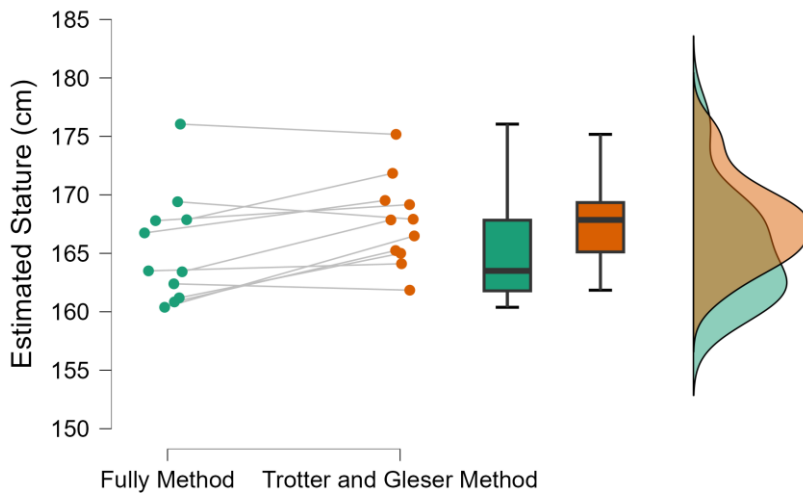 Estimated Stature (cm)
185
180
175
170
165
160
155
150
Fully Method
Trotter and Gleser Method